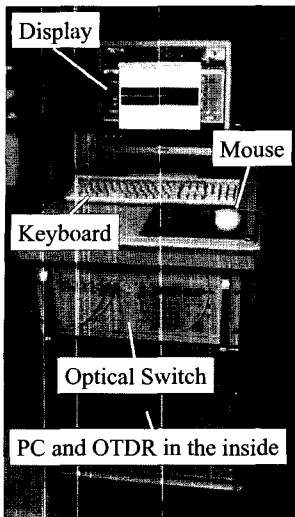 Display
Mouse
Keyboard
Optical Switch
PC and OTDR in the inside